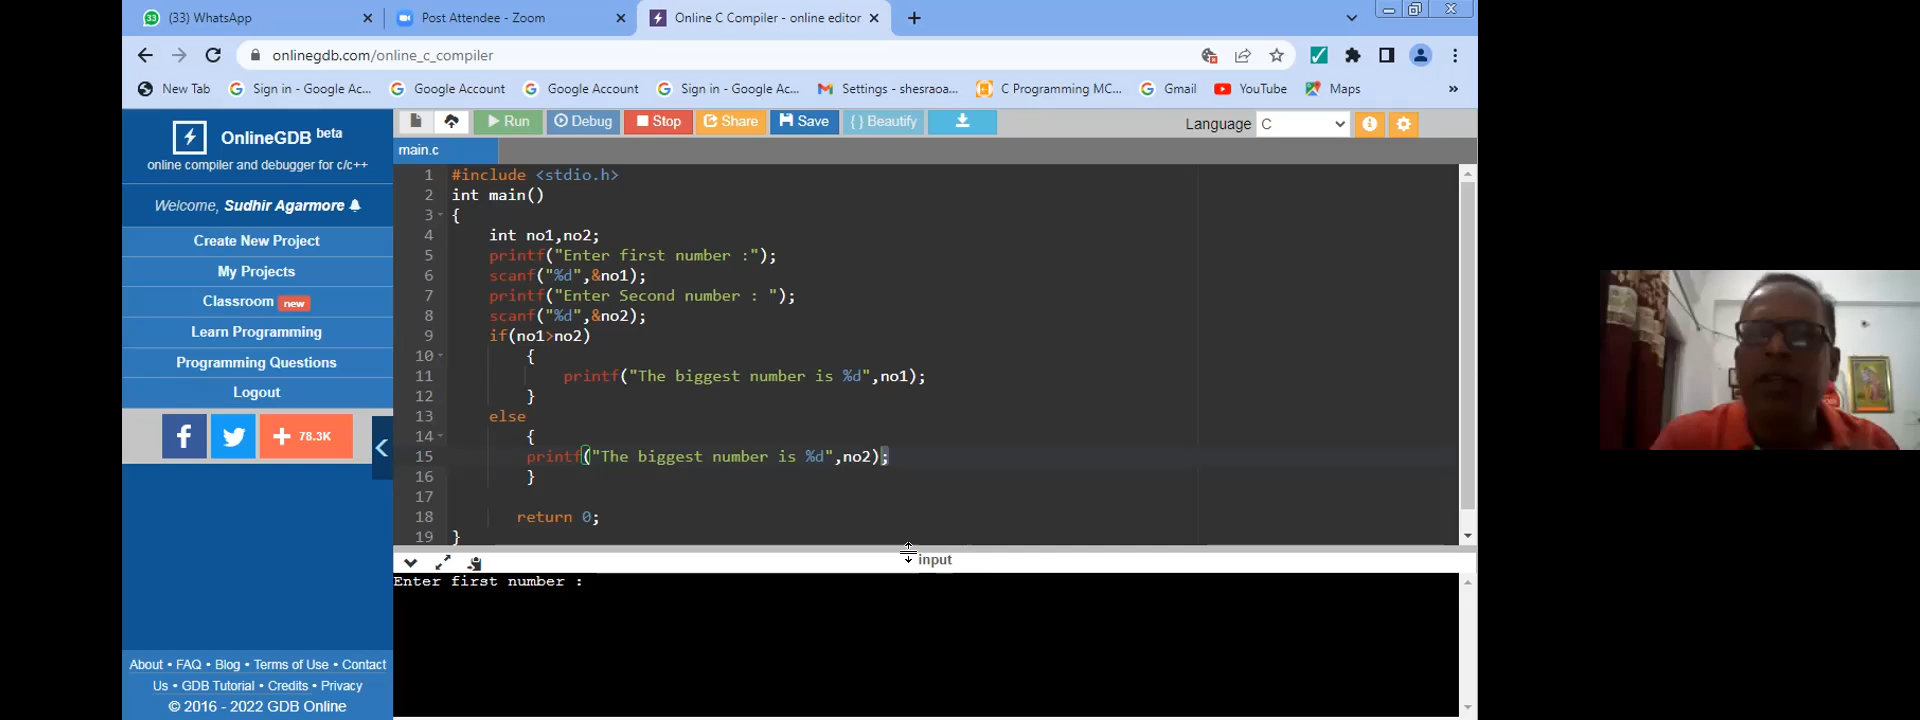 (33) WhatsApp
Post Attendee - Zoom
Online C Compiler - online editor
onlinegdb.com/online_c_compiler
New Tab
Sign in - Google Ac...
Google Account
Google Account
Sign in - Google Ac...
Settings - shesraoa...
C Programming MC...
Gmail
YouTube
Maps
»
OnlineGDB beta
online compiler and debugger for c/c++
Welcome, Sudhir Agarmore
Create New Project
My Projects
Classroom new
Learn Programming
Programming Questions
Logout
+ 78.3K
About • FAQ • Blog • Terms of Use • Contact
Us • GDB Tutorial • Credits • Privacy
© 2016 - 2022 GDB Online
Run
Debug
Stop
Share
Save
{ } Beautify
Language C
main.c
1 #include <stdio.h>
2 int main()
3 {
4 int no1,no2;
5 printf("Enter first number :");
6 scanf("%d",&no1);
7 printf("Enter Second number : ");
8 scanf("%d",&no2);
9 if(no1>no2)
10 {
11 printf("The biggest number is %d",no1);
12 }
13 else
14 {
15 printf("The biggest number is %d",no2);
16 }
17
18 return 0;
19 }
input
Enter first number :